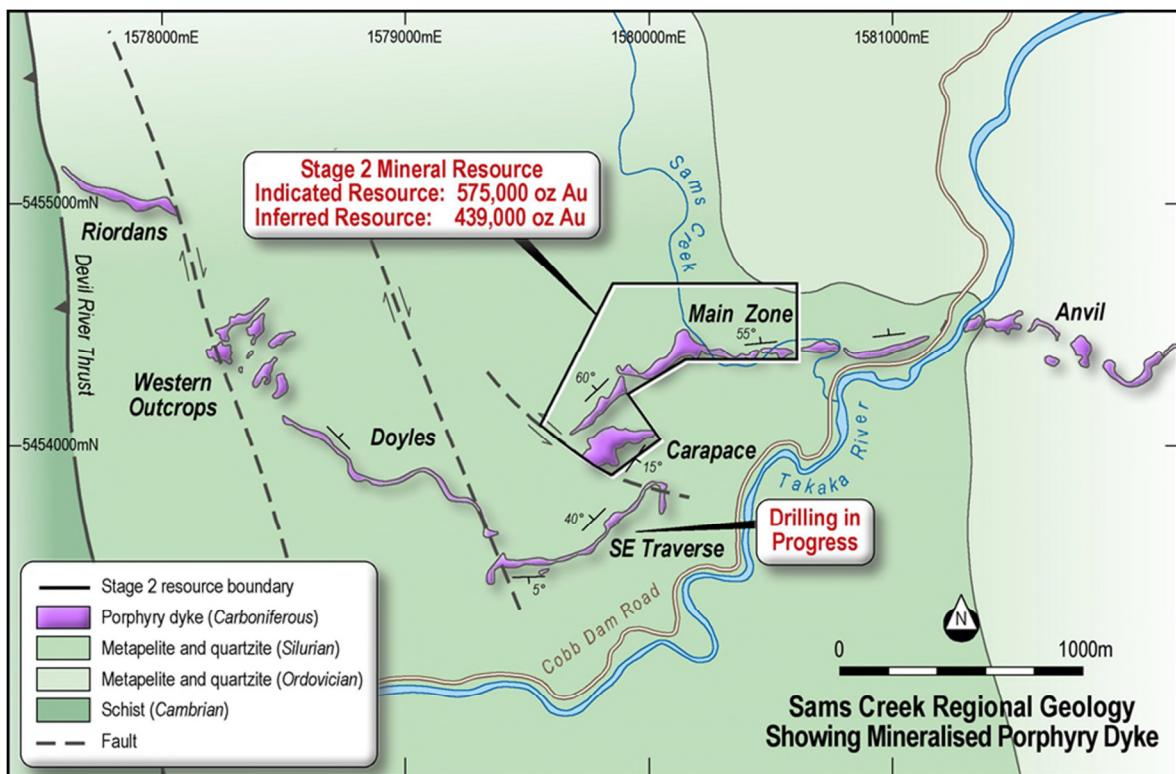 1578000mE
1579000mE
1580000mE
1581000mE
Stage 2 Mineral Resource
Indicated Resource: 575,000 oz Au
Inferred Resource: 439,000 oz Au
Sams Creek
5455000mN
Riordans
Devil River Thrust
Main Zone
55°
Anvil
60°
Western
Outcrops
Doyles
5454000mN
Carapace
15°
Takaka River
40°
SE Traverse
Drilling in
Progress
5°
Cobb Dam Road
Stage 2 resource boundary
Porphyry dyke (Carboniferous)
Metapelite and quartzite (Silurian)
Metapelite and quartzite (Ordovician)
Schist (Cambrian)
Fault
N
0 1000m
Sams Creek Regional Geology
Showing Mineralised Porphyry Dyke